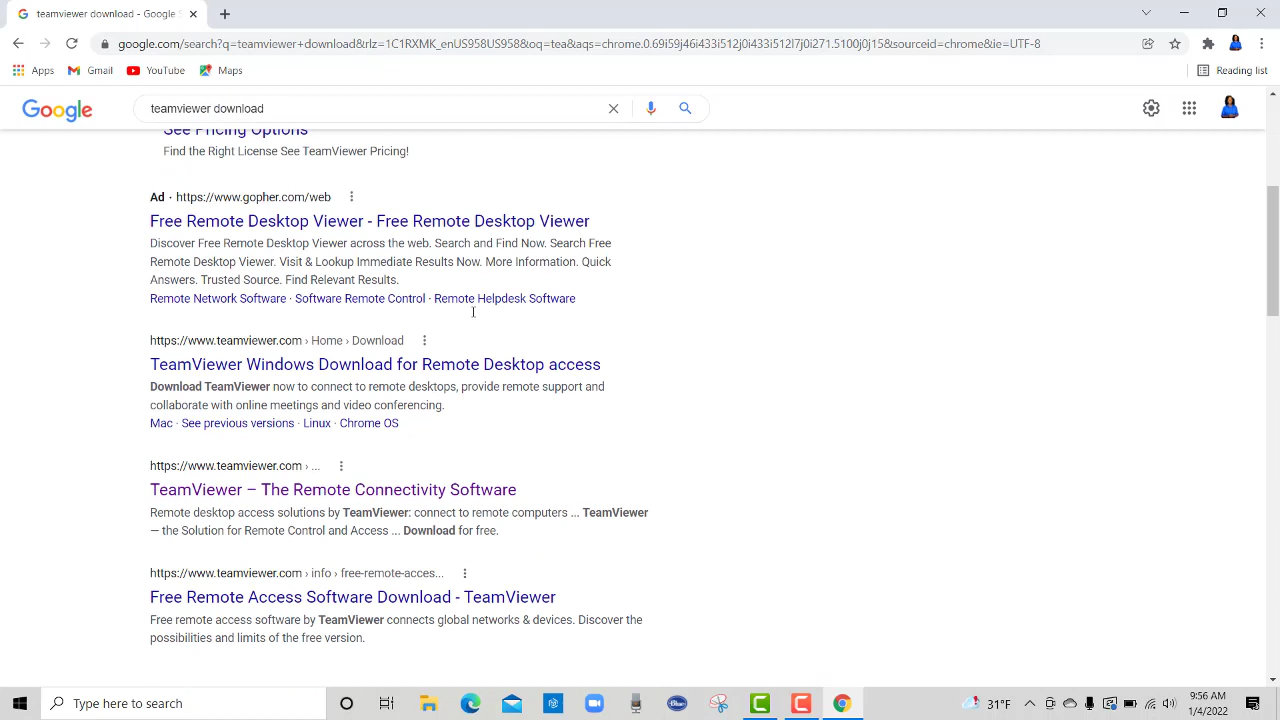 teamviewer download - Google S
google.com/search?q=teamviewer+download&rlz=1C1RXMK_enUS958US958&oq=tea&aqs=chrome.0.69i59j46i433i512j0i433i512l7j0i271.5100j0j15&sourceid=chrome&ie=UTF-8
Apps Gmail YouTube Maps Reading list
Google teamviewer download
See Pricing Options
Find the Right License See TeamViewer Pricing!
Ad · https://www.gopher.com/web
Free Remote Desktop Viewer - Free Remote Desktop Viewer
Discover Free Remote Desktop Viewer across the web. Search and Find Now. Search Free
Remote Desktop Viewer. Visit & Lookup Immediate Results Now. More Information. Quick
Answers. Trusted Source. Find Relevant Results.
Remote Network Software · Software Remote Control · Remote Helpdesk Software
https://www.teamviewer.com › Home › Download
TeamViewer Windows Download for Remote Desktop access
Download TeamViewer now to connect to remote desktops, provide remote support and
collaborate with online meetings and video conferencing.
Mac · See previous versions · Linux · Chrome OS
https://www.teamviewer.com › ...
TeamViewer – The Remote Connectivity Software
Remote desktop access solutions by TeamViewer: connect to remote computers ... TeamViewer
— the Solution for Remote Control and Access ... Download for free.
https://www.teamviewer.com › info › free-remote-acces...
Free Remote Access Software Download - TeamViewer
Free remote access software by TeamViewer connects global networks & devices. Discover the
possibilities and limits of the free version.
Type here to search
31°F
9:56 AM
1/4/2022